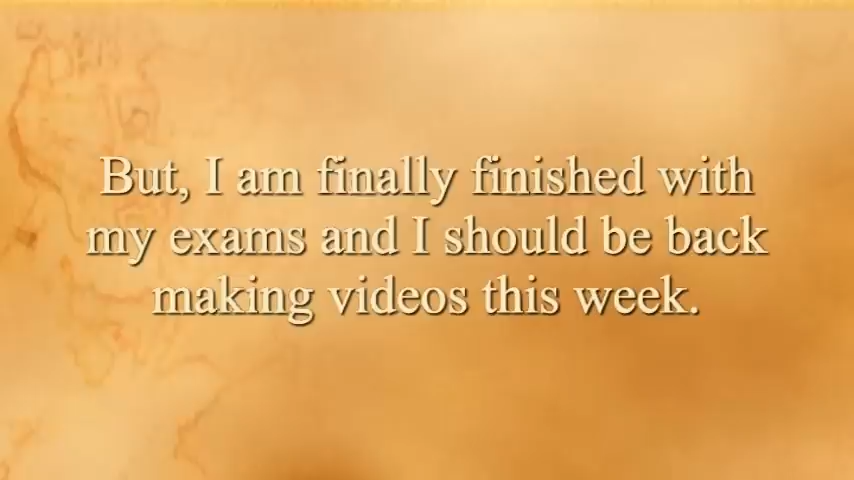 But, I am finally finished with
my exams and I should be back
making videos this week.